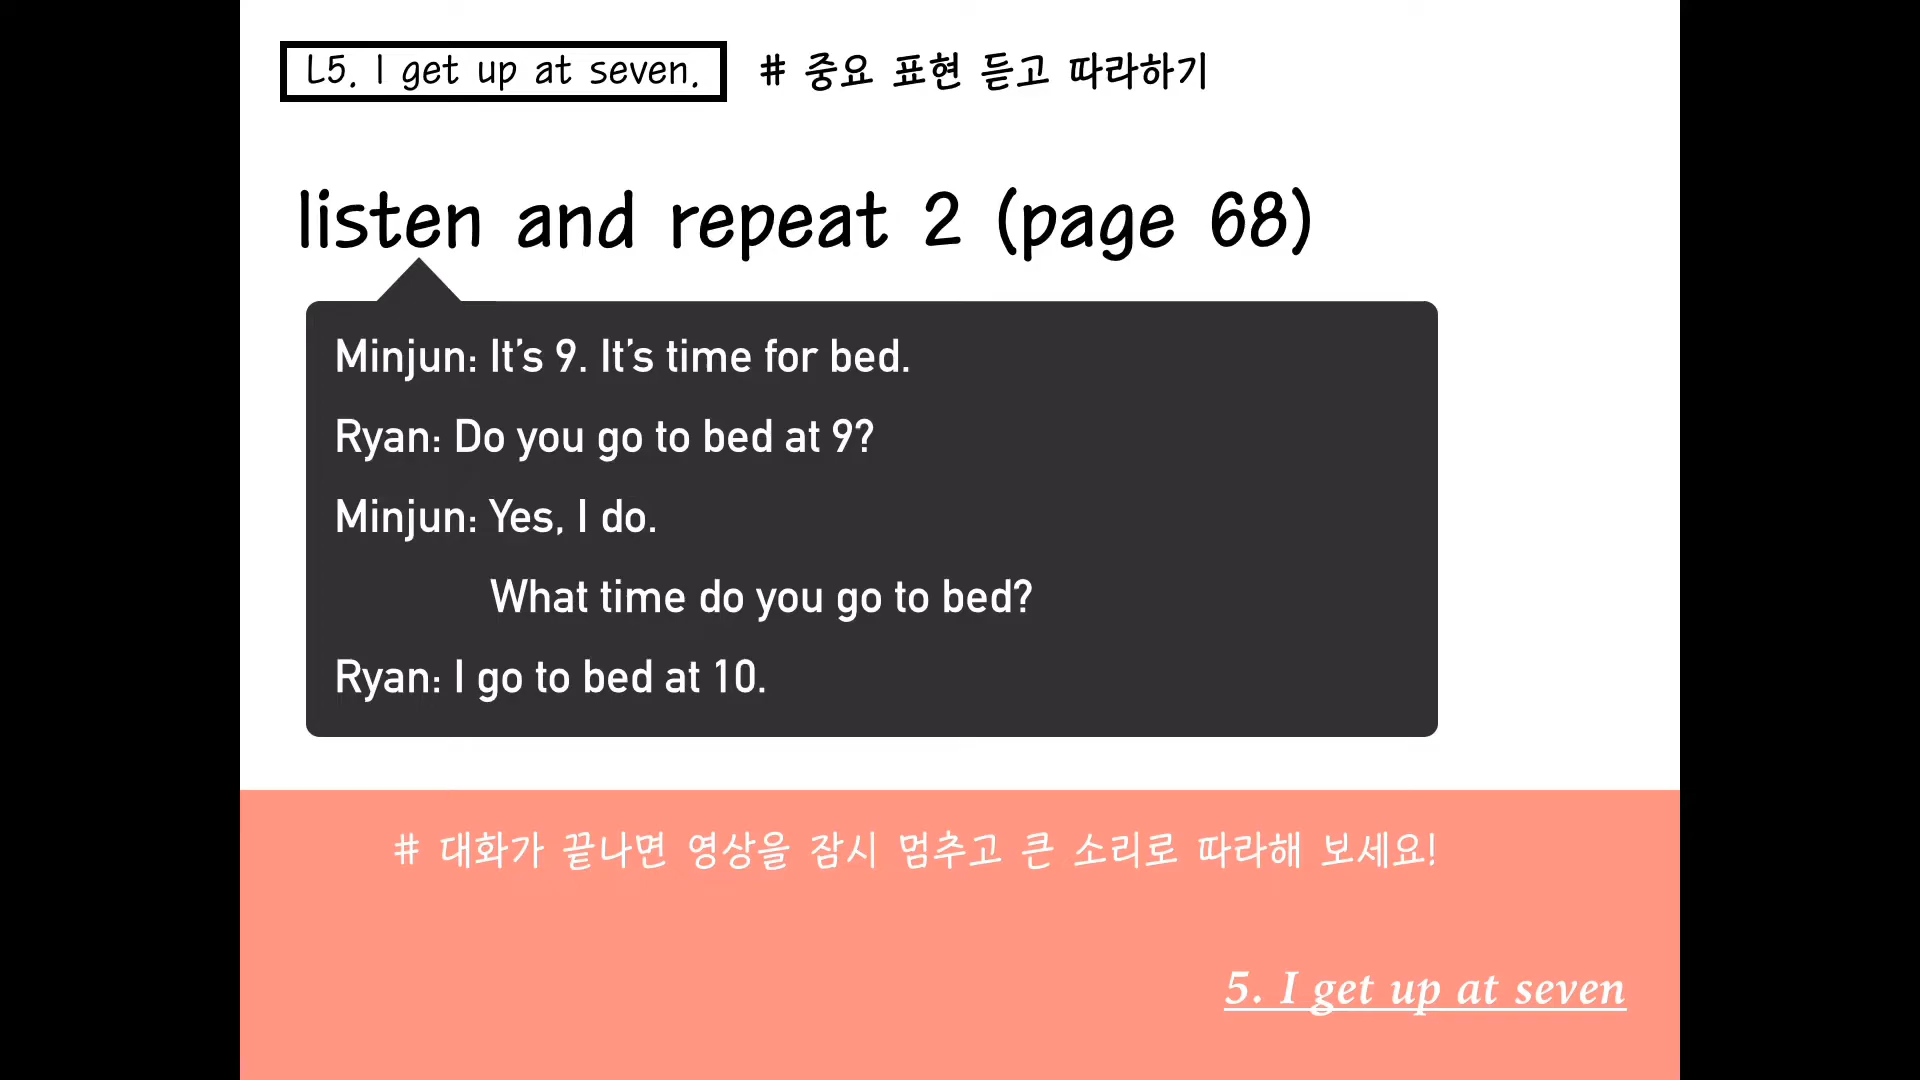 L5. I get up at seven. # 중요 표현 듣고 따라하기
listen and repeat 2 (page 68)
Minjun: It’s 9. It’s time for bed.
Ryan: Do you go to bed at 9?
Minjun: Yes, I do.
What time do you go to bed?
Ryan: I go to bed at 10.
# 대화가 끝나면 영상을 잠시 멈추고 큰 소리로 따라해 보세요!
5. I get up at seven